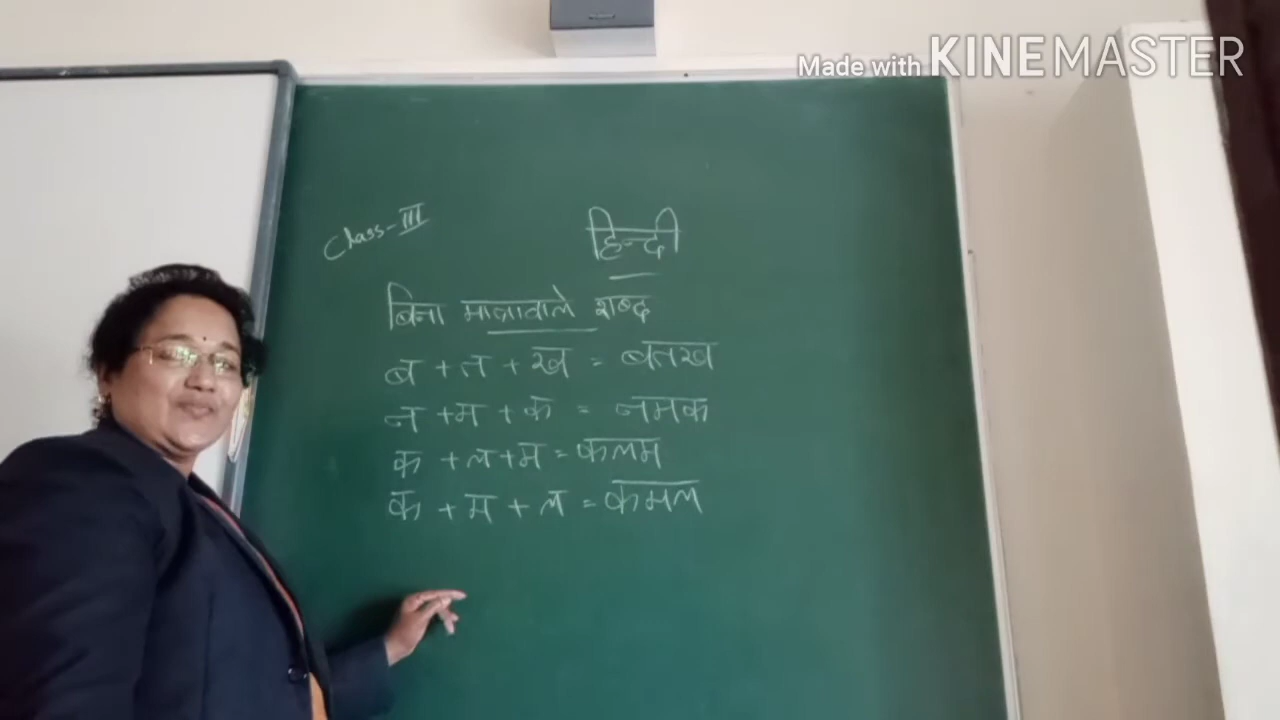 Made with KINEMASTER
Class-III
हिन्दी
बिना मात्रावाले शब्द
ब + त + ख = बतख
न + म + क = नमक
क + ल + म = कलम
क + म + ल = कमल